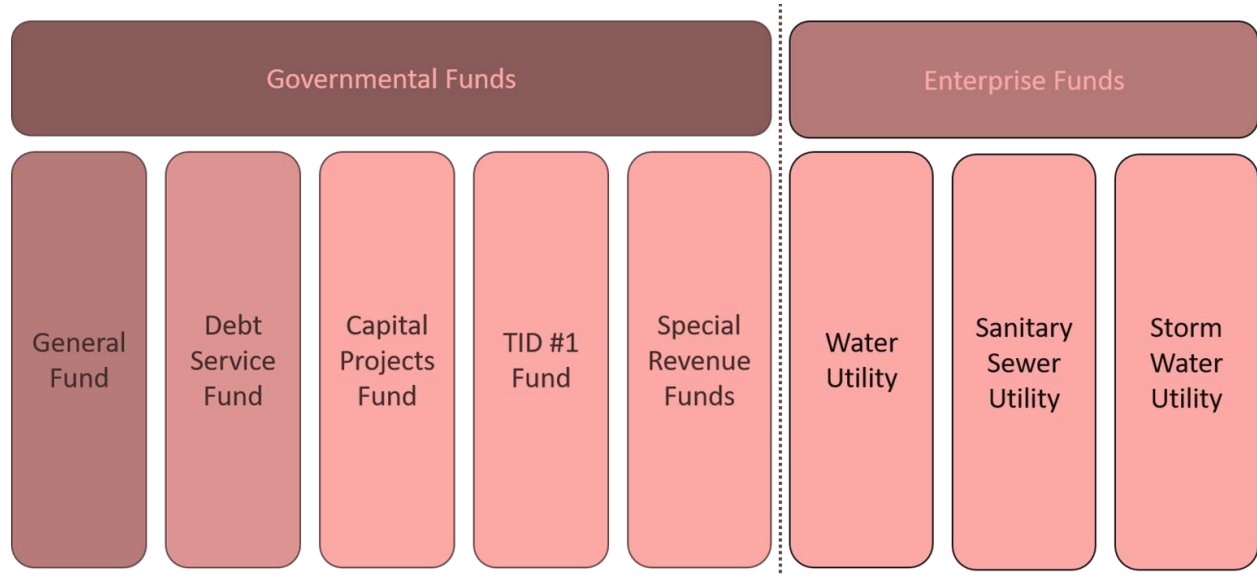 Governmental Funds
Enterprise Funds
General
Fund
Debt
Service
Fund
Capital
Projects
Fund
TID #1
Fund
Special
Revenue
Funds
Water
Utility
Sanitary
Sewer
Utility
Storm
Water
Utility